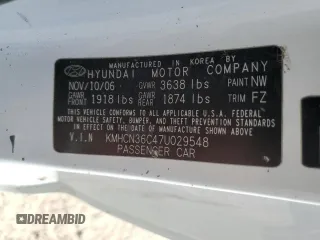 MANUFACTURED IN KOREA BY
HYUNDAI MOTOR COMPANY
NOV/10/06 GVWR 3638 lbs PAINT NW
GAWR FRONT 1918 lbs GAWR REAR 1874 lbs TRIM FZ
THIS VEHICLE CONFORMS TO ALL
APPLICABLE U.S. FEDERAL MOTOR VEHICLE
SAFETY, BUMPER, AND THEFT PREVENTION
STANDARDS IN EFFECT ON THE DATE OF
MANUFACTURE SHOWN ABOVE.
V.I.N KMHCN36C47U029548
PASSENGER CAR
DREAMBID